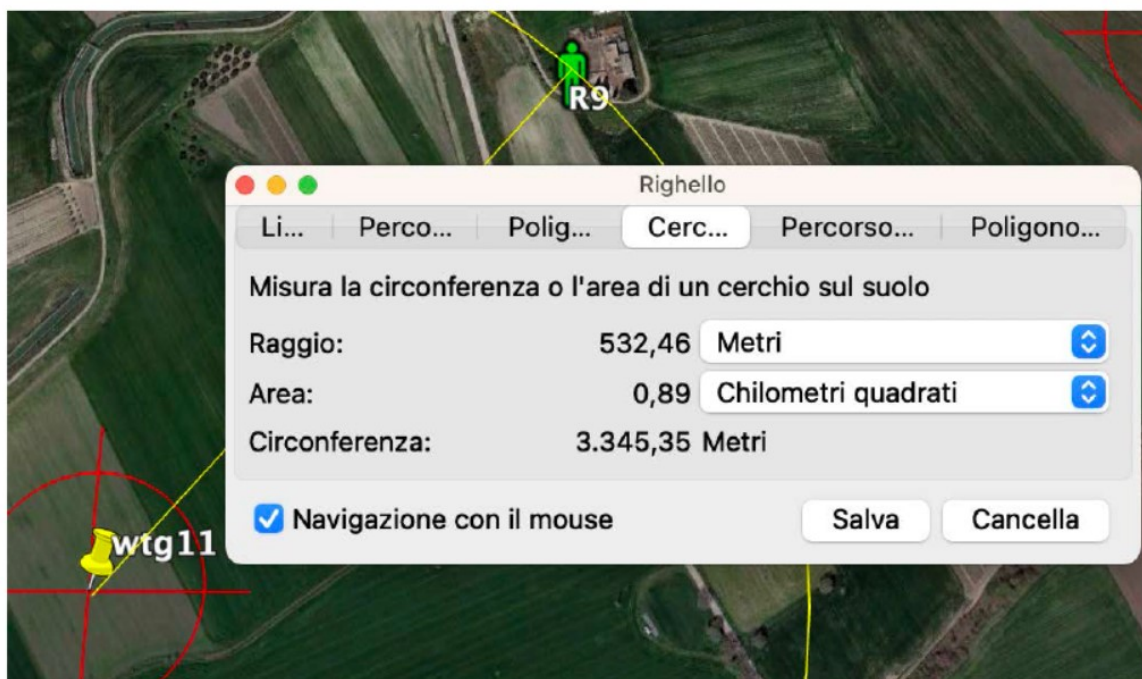 R9
Righello
Li... Perco... Polig... Cerc... Percorso... Poligono...
Misura la circonferenza o l'area di un cerchio sul suolo
Raggio: 532,46 Metri
Area: 0,89 Chilometri quadrati
Circonferenza: 3.345,35 Metri
Navigazione con il mouse Salva Cancella
wtg11